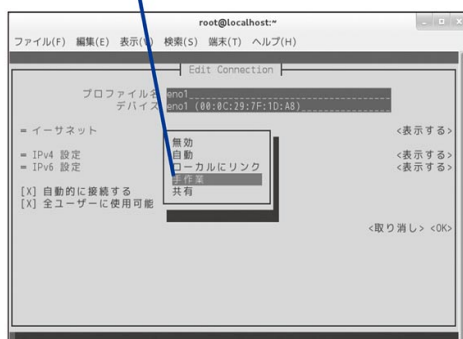 root@localhost:~
ファイル(F) 編集(E) 表示(V) 検索(S) 端末(T) ヘルプ(H)
Edit Connection
プロファイル名 eno1
デバイス eno1 (00:0C:29:7F:1D:A8)
= イーサネット <表示する>
無効
= IPv4 設定 自動 <表示する>
= IPv6 設定 ローカルにリンク <表示する>
手作業
[X] 自動的に接続する 共有
[X] 全ユーザーに使用可能
<取り消し> <OK>